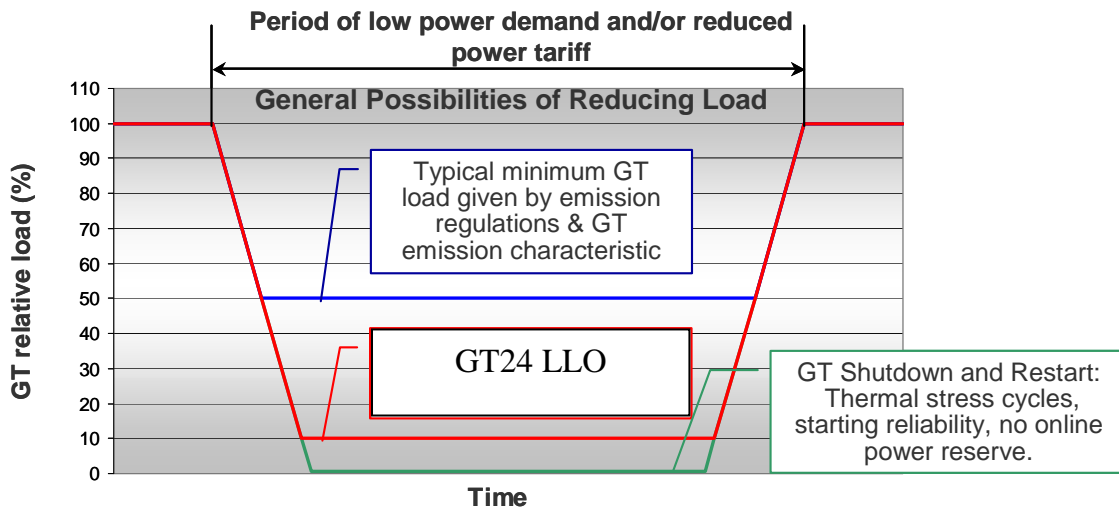 Period of low power demand and/or reduced
power tariff
General Possibilities of Reducing Load
GT relative load (%)
110
100
90
80
70
60
50
40
30
20
10
0
Typical minimum GT
load given by emission
regulations & GT
emission characteristic
GT24 LLO
GT Shutdown and Restart:
Thermal stress cycles,
starting reliability, no online
power reserve.
Time